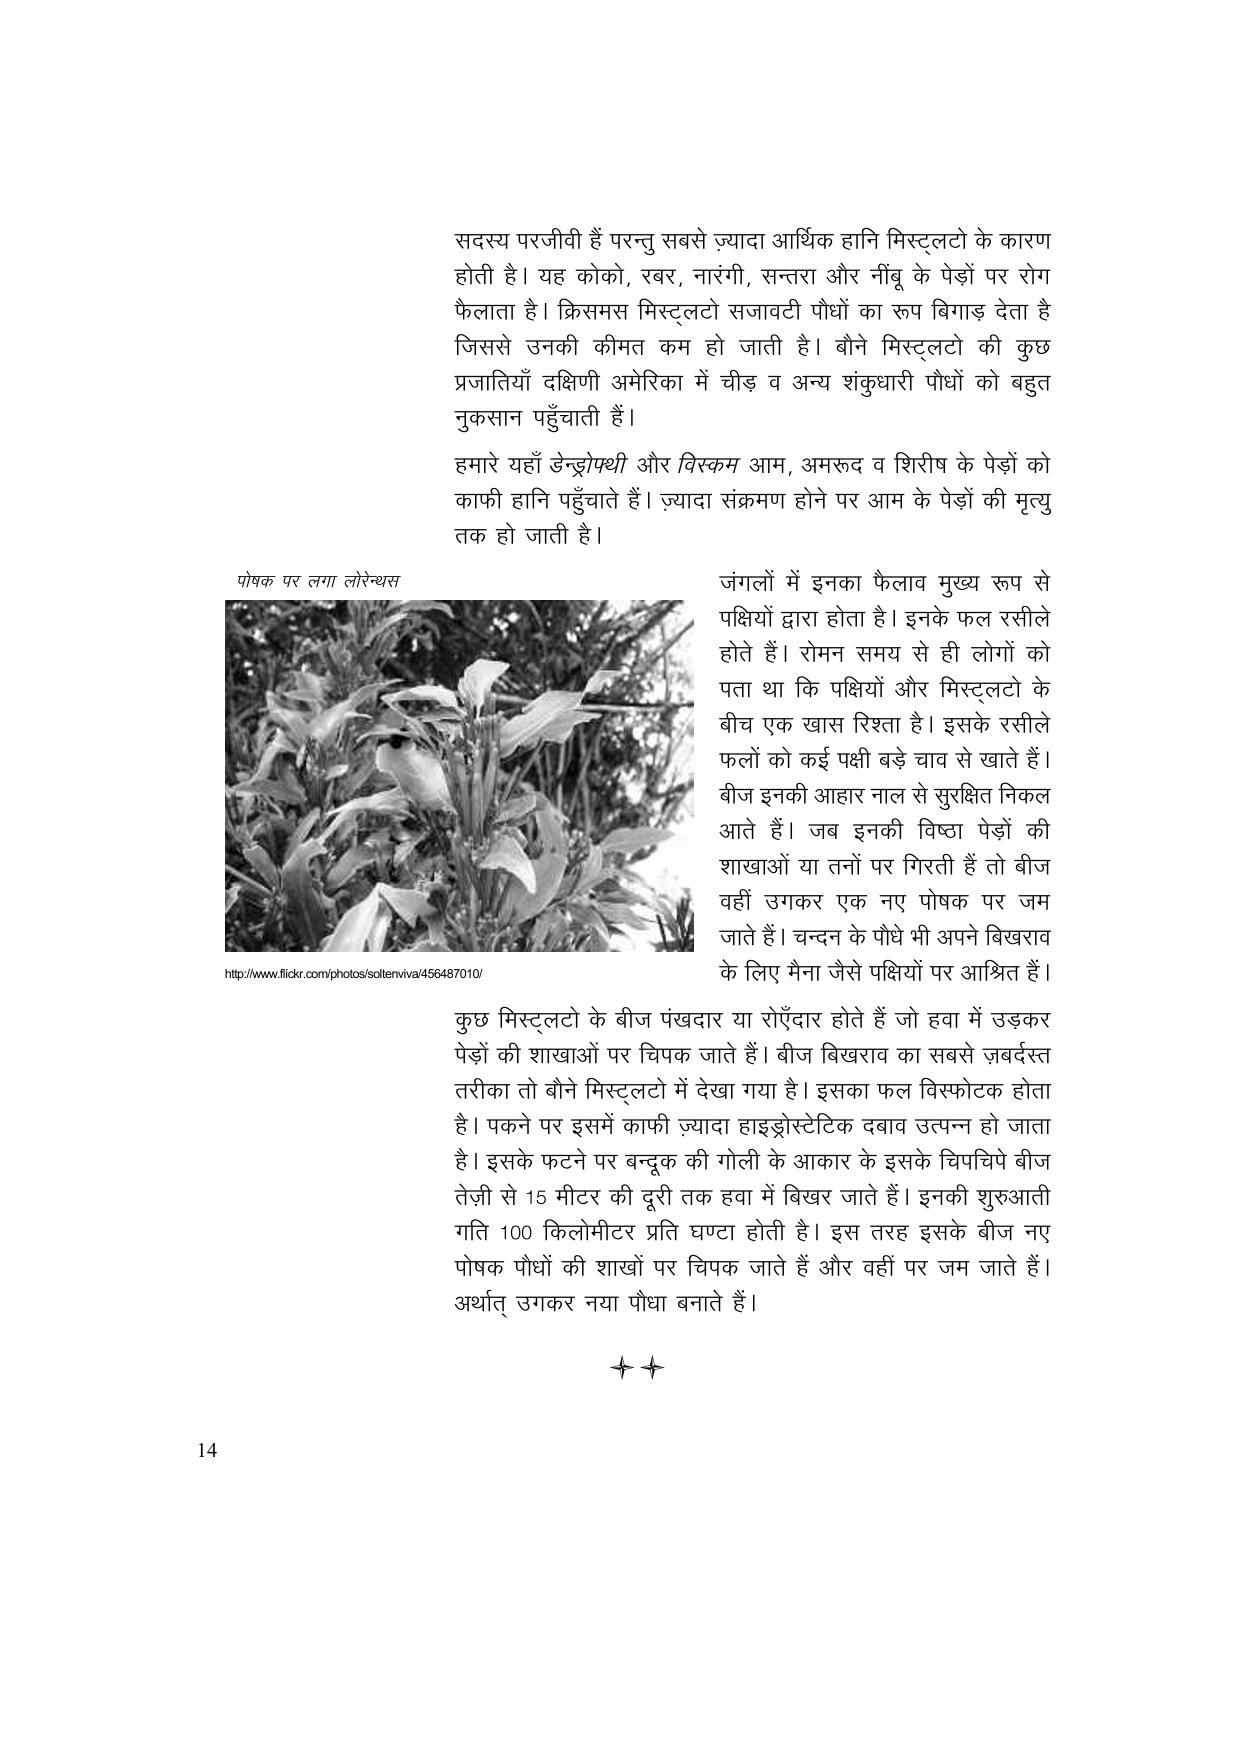 सदस्य परजीवी हैं परन्तु सबसे ज़्यादा आर्थिक हानि मिस्ट्लटो के कारण
होती है। यह कोको, रबर, नारंगी, सन्तरा और नींबू के पेड़ों पर रोग
फैलाता है। क्रिसमस मिस्ट्लटो सजावटी पौधों का रूप बिगाड़ देता है
जिससे उनकी कीमत कम हो जाती है। बौने मिस्ट्लटो की कुछ
प्रजातियाँ दक्षिणी अमेरिका में चीड़ व अन्य शंकुधारी पौधों को बहुत
नुकसान पहुँचाती हैं।
हमारे यहाँ डेन्ड्रोफ्थी और विस्कम आम, अमरूद व शिरीष के पेड़ों को
काफी हानि पहुँचाते हैं। ज़्यादा संक्रमण होने पर आम के पेड़ों की मृत्यु
तक हो जाती है।
पोषक पर लगा लोरेन्थस
जंगलों में इनका फैलाव मुख्य रूप से
पक्षियों द्वारा होता है। इनके फल रसीले
होते हैं। रोमन समय से ही लोगों को
पता था कि पक्षियों और मिस्ट्लटो के
बीच एक खास रिश्ता है। इसके रसीले
फलों को कई पक्षी बड़े चाव से खाते हैं।
बीज इनकी आहार नाल से सुरक्षित निकल
आते हैं। जब इनकी विष्ठा पेड़ों की
शाखाओं या तनों पर गिरती हैं तो बीज
वहीं उगकर एक नए पोषक पर जम
जाते हैं। चन्दन के पौधे भी अपने बिखराव
के लिए मैना जैसे पक्षियों पर आश्रित हैं।
http://www.flickr.com/photos/soltenviva/456487010/
कुछ मिस्ट्लटो के बीज पंखदार या रोएँदार होते हैं जो हवा में उड़कर
पेड़ों की शाखाओं पर चिपक जाते हैं। बीज बिखराव का सबसे ज़बर्दस्त
तरीका तो बौने मिस्ट्लटो में देखा गया है। इसका फल विस्फोटक होता
है। पकने पर इसमें काफी ज़्यादा हाइड्रोस्टेटिक दबाव उत्पन्न हो जाता
है। इसके फटने पर बन्दूक की गोली के आकार के इसके चिपचिपे बीज
तेज़ी से 15 मीटर की दूरी तक हवा में बिखर जाते हैं। इनकी शुरुआती
गति 100 किलोमीटर प्रति घण्टा होती है। इस तरह इसके बीज नए
पोषक पौधों की शाखों पर चिपक जाते हैं और वहीं पर जम जाते हैं।
अर्थात् उगकर नया पौधा बनाते हैं।
14